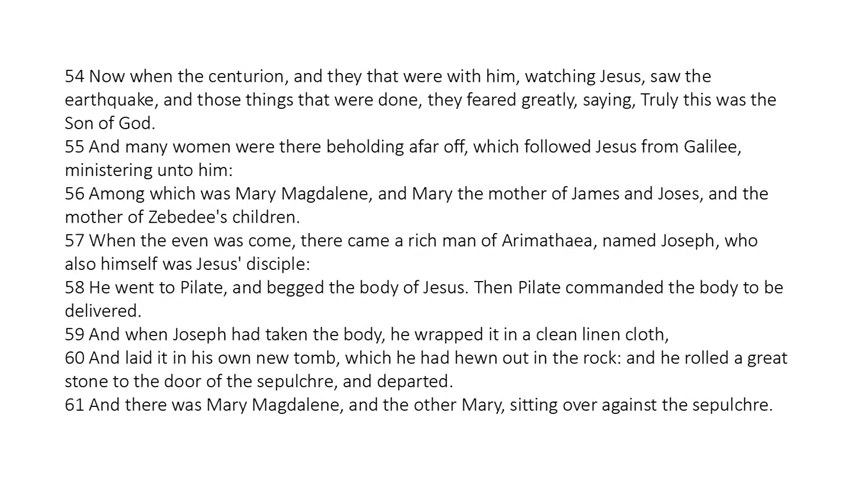 54 Now when the centurion, and they that were with him, watching Jesus, saw the
earthquake, and those things that were done, they feared greatly, saying, Truly this was the
Son of God.
55 And many women were there beholding afar off, which followed Jesus from Galilee,
ministering unto him:
56 Among which was Mary Magdalene, and Mary the mother of James and Joses, and the
mother of Zebedee's children.
57 When the even was come, there came a rich man of Arimathaea, named Joseph, who
also himself was Jesus' disciple:
58 He went to Pilate, and begged the body of Jesus. Then Pilate commanded the body to be
delivered.
59 And when Joseph had taken the body, he wrapped it in a clean linen cloth,
60 And laid it in his own new tomb, which he had hewn out in the rock: and he rolled a great
stone to the door of the sepulchre, and departed.
61 And there was Mary Magdalene, and the other Mary, sitting over against the sepulchre.